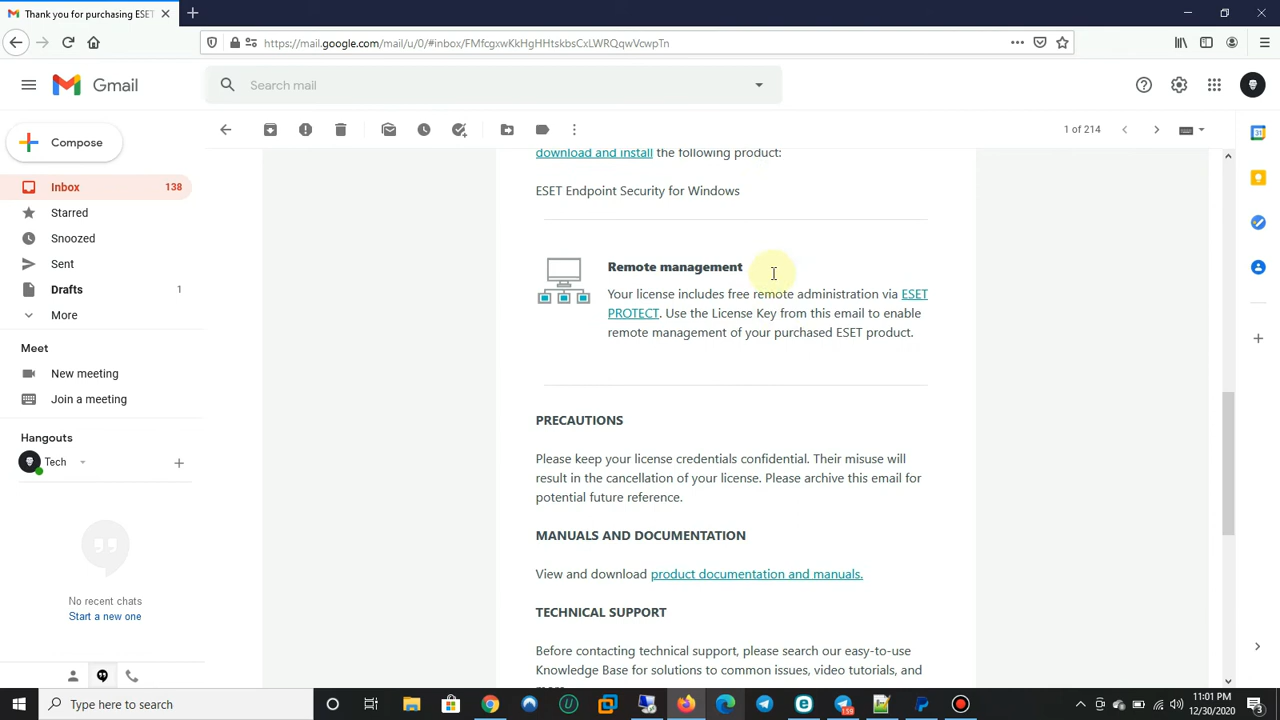 Thank you for purchasing ESET
https://mail.google.com/mail/u/0/#inbox/FMfcgxwKkHgHHtskbsCxLWRQqwVcwpTn
Gmail
Search mail
1 of 214
Compose
Inbox 138
Starred
Snoozed
Sent
Drafts 1
More
Meet
New meeting
Join a meeting
Hangouts
Tech
No recent chats
Start a new one
download and install the following product:
ESET Endpoint Security for Windows
Remote management
Your license includes free remote administration via ESET
PROTECT. Use the License Key from this email to enable
remote management of your purchased ESET product.
PRECAUTIONS
Please keep your license credentials confidential. Their misuse will
result in the cancellation of your license. Please archive this email for
potential future reference.
MANUALS AND DOCUMENTATION
View and download product documentation and manuals.
TECHNICAL SUPPORT
Before contacting technical support, please search our easy-to-use
Knowledge Base for solutions to common issues, video tutorials, and
more.
31
Type here to search
159
11:01 PM
12/30/2020
3